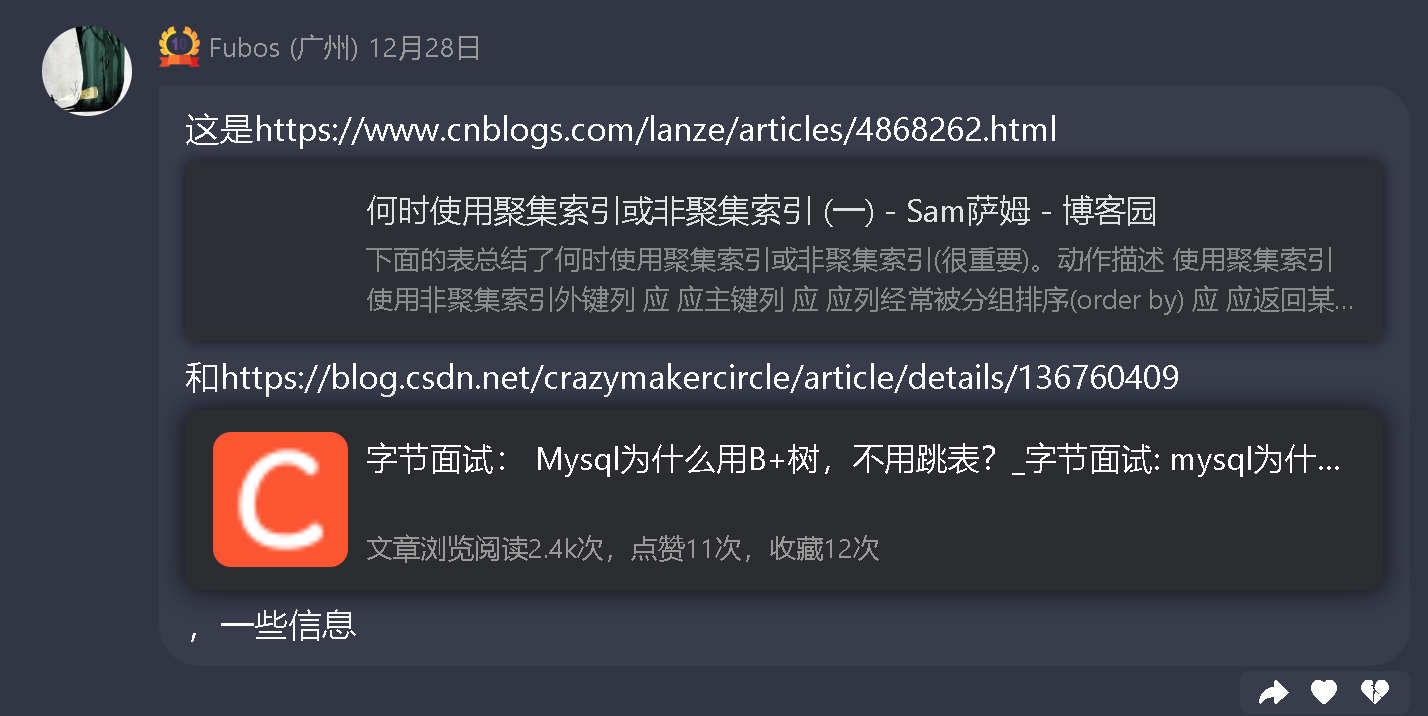 10
Fubos (广州) 12月28日
这是https://www.cnblogs.com/lanze/articles/4868262.html
何时使用聚集索引或非聚集索引 (一) - Sam萨姆 - 博客园
下面的表总结了何时使用聚集索引或非聚集索引(很重要)。动作描述 使用聚集索引
使用非聚集索引外键列 应 应主键列 应 应列经常被分组排序(order by) 应 应返回某...
和https://blog.csdn.net/crazymakercircle/article/details/136760409
C
字节面试： Mysql为什么用B+树，不用跳表？_字节面试: mysql为什...
文章浏览阅读2.4k次，点赞11次，收藏12次
，一些信息